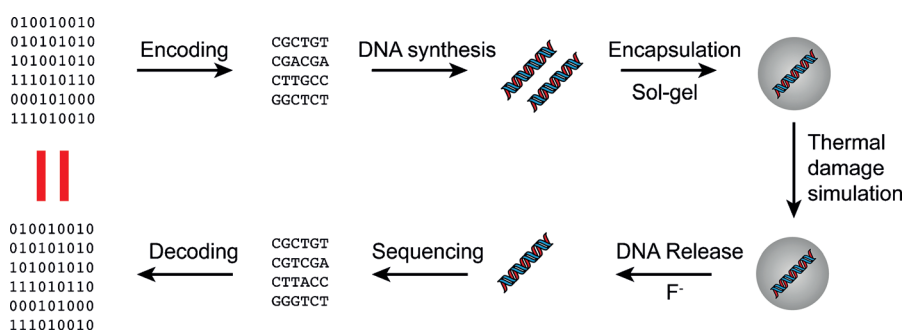 010010010
010101010
101001010
111010110
000101000
111010010
Encoding
CGCTGT
CGACGA
CTTGCC
GGCTCT
DNA synthesis
Encapsulation
Sol-gel
Thermal
damage
simulation
DNA Release
F-
Sequencing
CGCTGT
CGTCGA
CTTACC
GGGTCT
Decoding
010010010
010101010
101001010
111010110
000101000
111010010